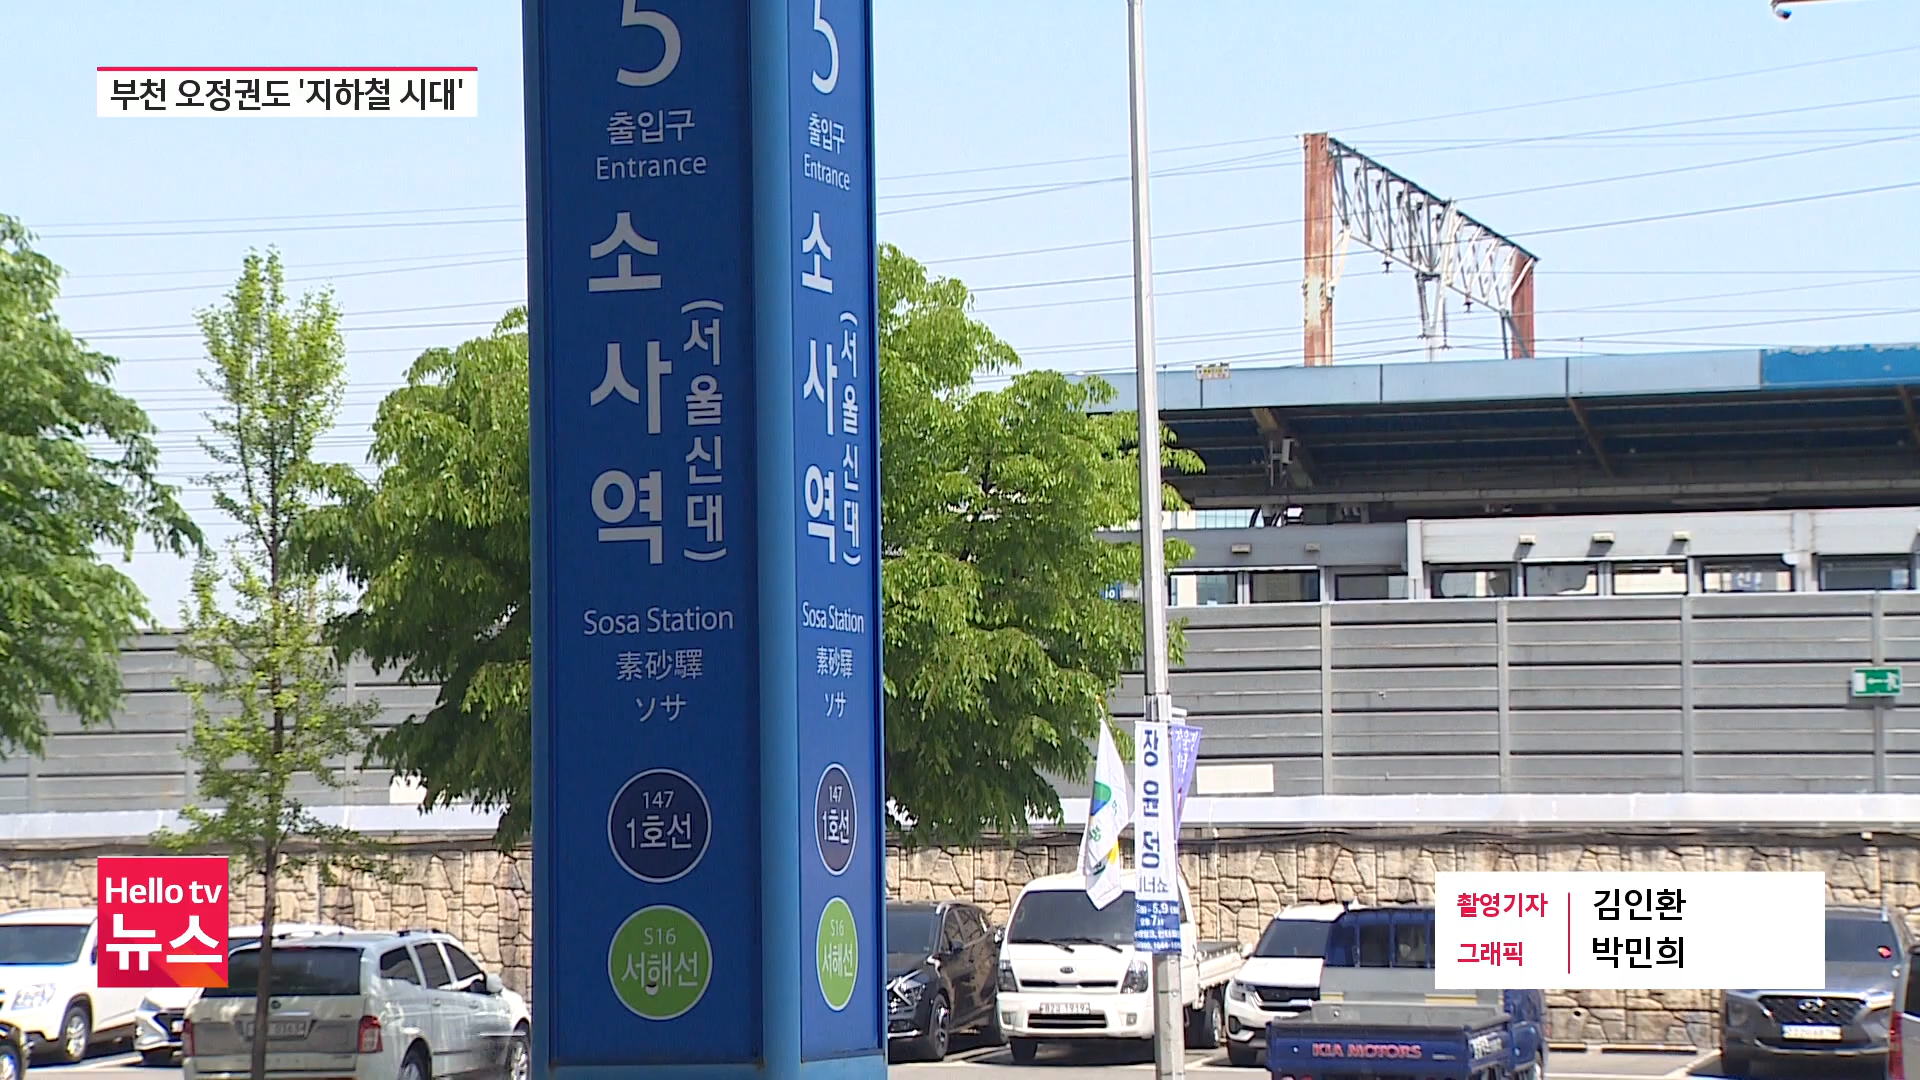 부천 오정권도 '지하철 시대'
5
출입구
Entrance
소사역
(서울신대)
Sosa Station
素砂驛
ソサ
147
1호선
S16
서해선
5
출입구
Entrance
소사역
(서울신대)
Sosa Station
素砂驛
ソサ
147
1호선
S16
서해선
장윤정
KIA MOTORS
Hello tv
뉴스
촬영기자 김인환
그래픽 박민희